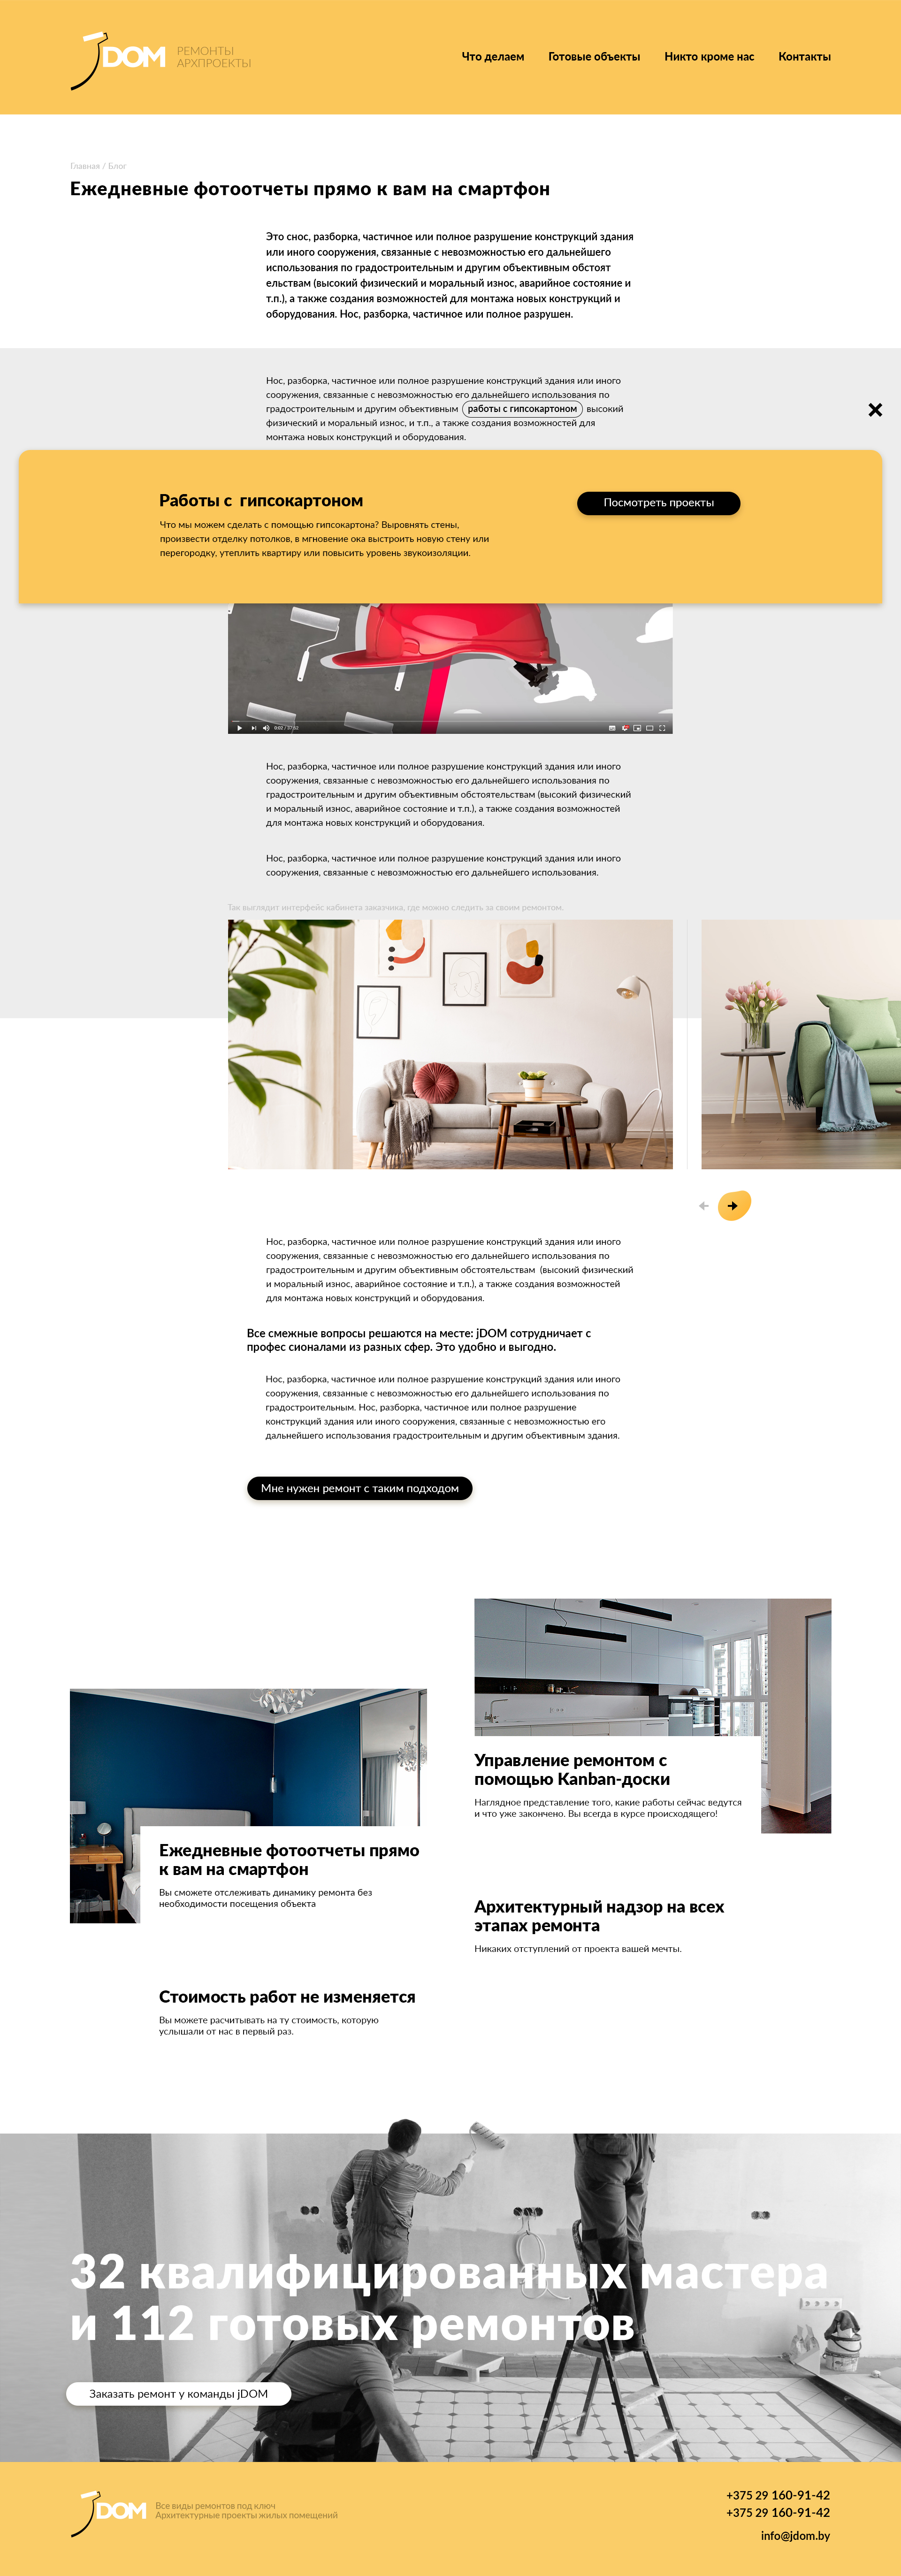 jDOM
РЕМОНТЫ
АРХПРОЕКТЫ
Что делаем
Готовые объекты
Никто кроме нас
Контакты
Главная / Блог
Ежедневные фотоотчеты прямо к вам на смартфон
Это снос, разборка, частичное или полное разрушение конструкций здания
или иного сооружения, связанные с невозможностью его дальнейшего
использования по градостроительным и другим объективным обстоят
ельствам (высокий физический и моральный износ, аварийное состояние и
т.п.), а также создания возможностей для монтажа новых конструкций и
оборудования. Нос, разборка, частичное или полное разрушен.
Нос, разборка, частичное или полное разрушение конструкций здания или иного
сооружения, связанные с невозможностью его дальнейшего использования по
градостроительным и другим объективным работы с гипсокартоном высокий
физический и моральный износ, и т.п., а также создания возможностей для
монтажа новых конструкций и оборудования.
Работы с  гипсокартоном
Посмотреть проекты
Что мы можем сделать с помощью гипсокартона? Выровнять стены,
произвести отделку потолков, в мгновение ока выстроить новую стену или
перегородку, утеплить квартиру или повысить уровень звукоизоляции.
Нос, разборка, частичное или полное разрушение конструкций здания или иного
сооружения, связанные с невозможностью его дальнейшего использования по
градостроительным и другим объективным обстоятельствам (высокий физический
и моральный износ, аварийное состояние и т.п.), а также создания возможностей
для монтажа новых конструкций и оборудования.
Нос, разборка, частичное или полное разрушение конструкций здания или иного
сооружения, связанные с невозможностью его дальнейшего использования.
Так выглядит интерфейс кабинета заказчика, где можно следить за своим ремонтом.
Нос, разборка, частичное или полное разрушение конструкций здания или иного
сооружения, связанные с невозможностью его дальнейшего использования по
градостроительным и другим объективным обстоятельствам  (высокий физический
и моральный износ, аварийное состояние и т.п.), а также создания возможностей
для монтажа новых конструкций и оборудования.
Все смежные вопросы решаются на месте: jDOM сотрудничает с
профес сионалами из разных сфер. Это удобно и выгодно.
Нос, разборка, частичное или полное разрушение конструкций здания или иного
сооружения, связанные с невозможностью его дальнейшего использования по
градостроительным. Нос, разборка, частичное или полное разрушение
конструкций здания или иного сооружения, связанные с невозможностью его
дальнейшего использования градостроительным и другим объективным здания.
Мне нужен ремонт с таким подходом
Управление ремонтом с
помощью Kanban-доски
Наглядное представление того, какие работы сейчас ведутся
и что уже закончено. Вы всегда в курсе происходящего!
Ежедневные фотоотчеты прямо
к вам на смартфон
Вы сможете отслеживать динамику ремонта без
необходимости посещения объекта
Архитектурный надзор на всех
этапах ремонта
Никаких отступлений от проекта вашей мечты.
Стоимость работ не изменяется
Вы можете расчитывать на ту стоимость, которую
услышали от нас в первый раз.
32 квалифицированных мастера
и 112 готовых ремонтов
Заказать ремонт у команды jDOM
jDOM
Все виды ремонтов под ключ
Архитектурные проекты жилых помещений
+375 29 160-91-42
+375 29 160-91-42
info@jdom.by